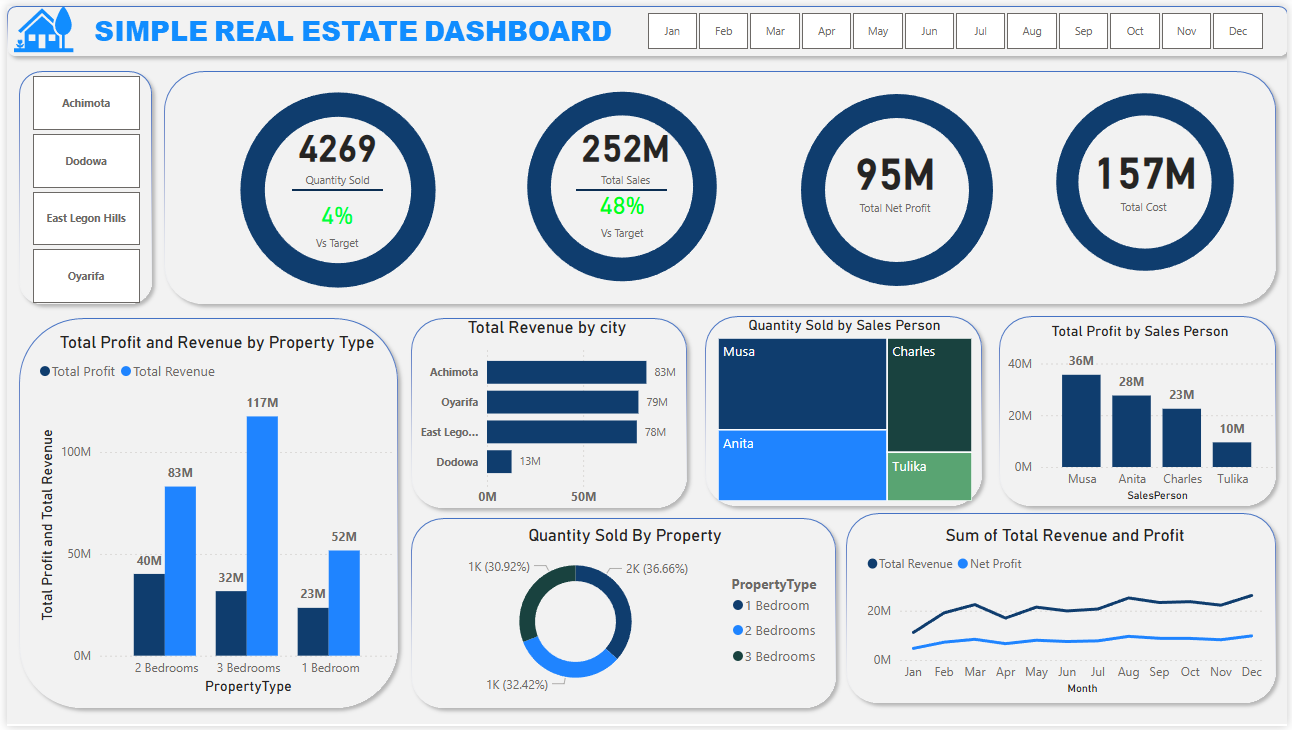 SIMPLE REAL ESTATE DASHBOARD
Jan Feb Mar Apr May Jun Jul Aug Sep Oct Nov Dec
Achimota
Dodowa
East Legon Hills
Oyarifa
4269
Quantity Sold
4%
Vs Target
252M
Total Sales
48%
Vs Target
95M
Total Net Profit
157M
Total Cost
Total Profit and Revenue by Property Type
Total Profit Total Revenue
Total Profit and Total Revenue
100M
50M
0M
40M
83M
32M
117M
23M
52M
2 Bedrooms 3 Bedrooms 1 Bedroom
PropertyType
Total Revenue by city
Achimota 83M
Oyarifa 79M
East Lego... 78M
Dodowa 13M
0M 50M
Quantity Sold by Sales Person
Musa
Charles
Anita
Tulika
Total Profit by Sales Person
40M
20M
0M
36M
28M
23M
10M
Musa Anita Charles Tulika
SalesPerson
Quantity Sold By Property
1K (30.92%)
2K (36.66%)
1K (32.42%)
PropertyType
1 Bedroom
2 Bedrooms
3 Bedrooms
Sum of Total Revenue and Profit
Total Revenue Net Profit
20M
0M
Jan Feb Mar Apr May Jun Jul Aug Sep Oct Nov Dec
Month